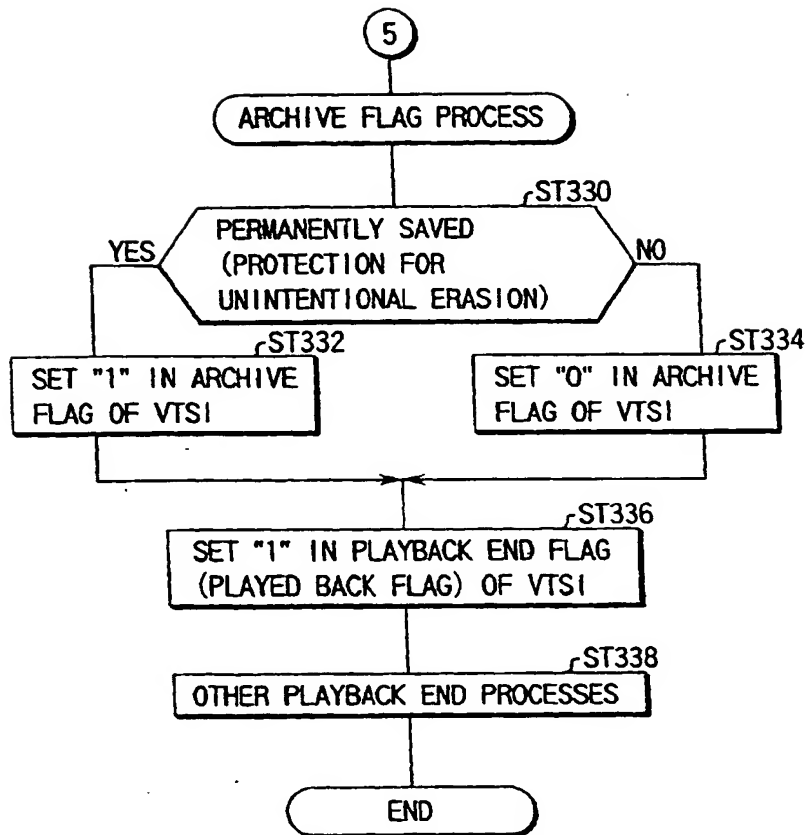 5
ARCHIVE FLAG PROCESS
ST330
PERMANENTLY SAVED
(PROTECTION FOR
UNINTENTIONAL ERASION)
YES
NO
ST332
SET "1" IN ARCHIVE
FLAG OF VTSI
ST334
SET "0" IN ARCHIVE
FLAG OF VTSI
ST336
SET "1" IN PLAYBACK END FLAG
(PLAYED BACK FLAG) OF VTSI
ST338
OTHER PLAYBACK END PROCESSES
END